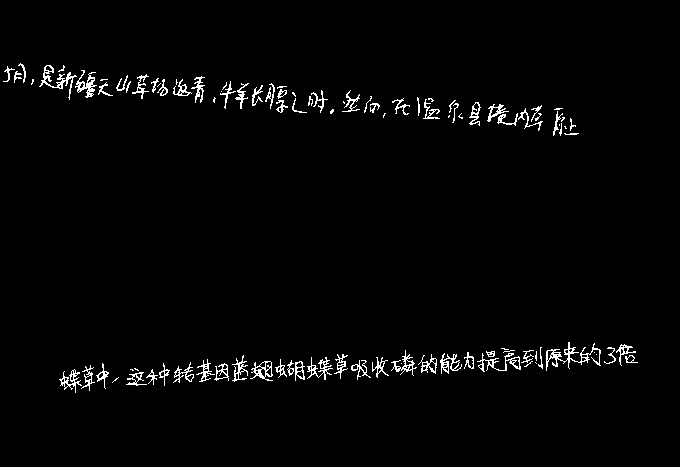 5月,是新疆天山草场返青、牛羊长膘之时。然而,在温尔县境内草原上
蝶草中,这种转基因蓝翅蝴蝶草吸收磷的能力提高到原来的3倍